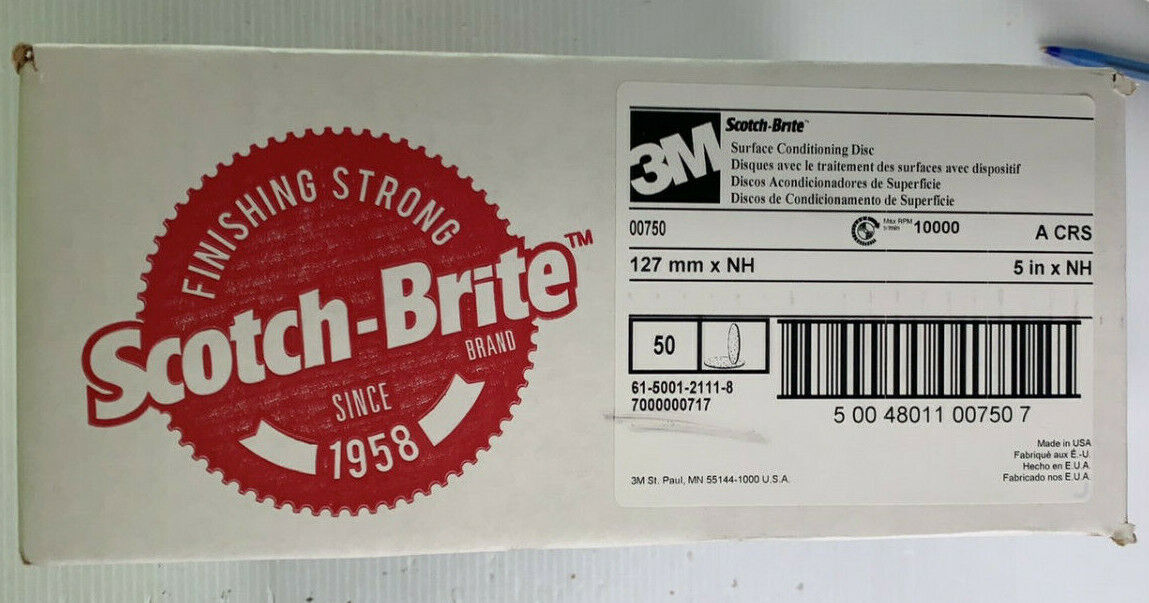 FINISHING STRONG
Scotch-Brite™
BRAND
SINCE
1958
3M
Scotch-Brite™
Surface Conditioning Disc
Disques avec le traitement des surfaces avec dispositif
Discos Acondicionadores de Superficie
Discos de Condicionamento de Superficie
00750 Max RPM 10000 A CRS
127 mm x NH 5 in x NH
50
61-5001-2111-8
7000000717
5 00 48011 00750 7
Made in USA
Fabriqué aux É.-U.
Hecho en E.U.A.
Fabricado nos E.U.A.
3M St. Paul, MN 55144-1000 U.S.A.